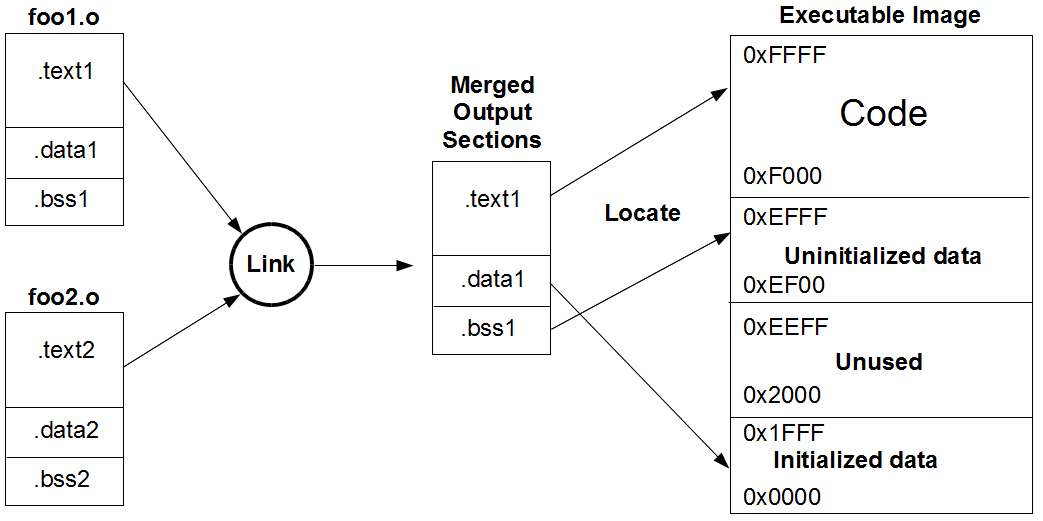 foo1.o
.text1
.data1
.bss1
foo2.o
.text2
.data2
.bss2
Link
Merged
Output
Sections
.text1
.data1
.bss1
Locate
Executable Image
0xFFFF
Code
0xF000
0xEFFF
Uninitialized data
0xEF00
0xEEFF
Unused
0x2000
0x1FFF
Initialized data
0x0000